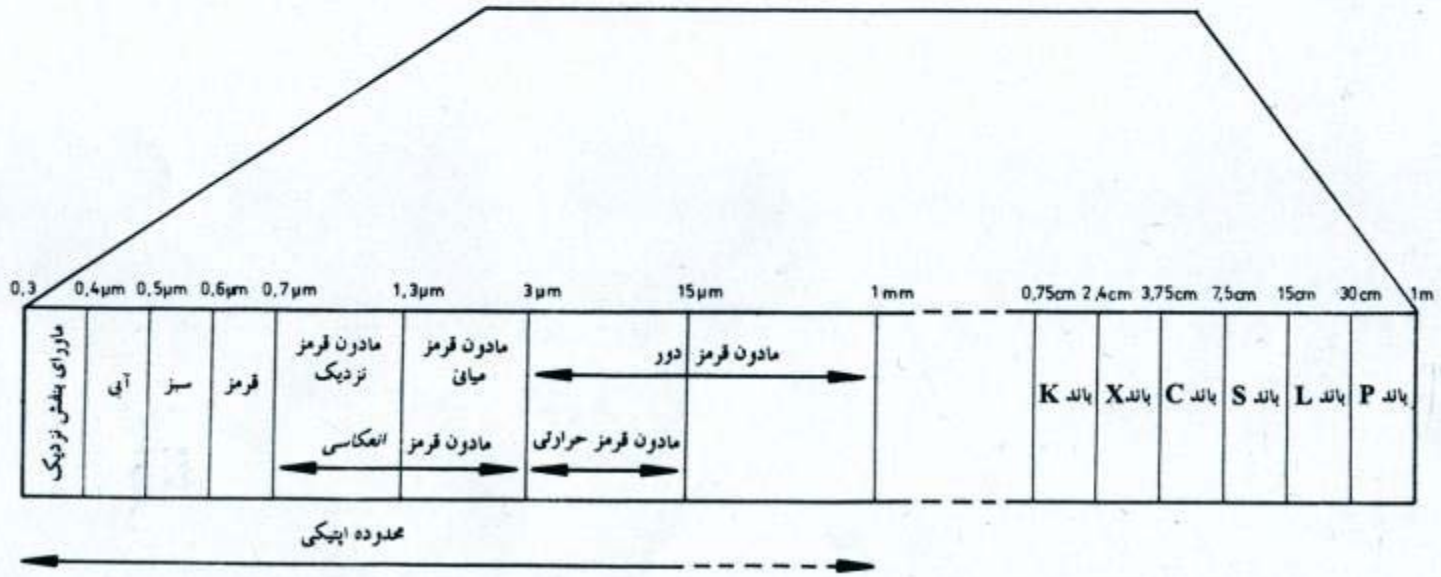 0,3 0,4µm 0,5µm 0,6µm 0,7µm 1,3µm 3µm 15µm 1mm 0,75cm 2,4cm 3,75cm 7,5cm 15cm 30cm 1m
ماورای بنفش نزدیک
آبی
سبز
قرمز
مادون قرمز
نزدیک
مادون قرمز
میانی
مادون قرمز دور
باند K
باند X
باند C
باند S
باند L
باند P
مادون قرمز انعکاسی
مادون قرمز حرارتی
محدوده اپتیکی